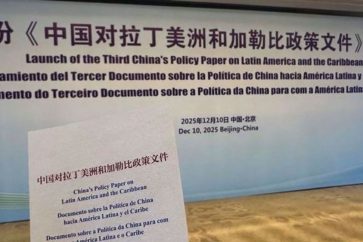 份《中国对拉丁美洲和加勒比政策文件》
Launch of the Third China's Policy Paper on Latin America and the Caribbean
amiento del Tercer Documento sobre la Política de China hacia América Latina y
mento do Terceiro Documento sobre a Política da China para com a América Latina
2025年12月10日 中国·北京
Dec 10, 2025 Beijing·China
中国对拉丁美洲和加勒比政策文件
China's Policy Paper on
Latin America and the Caribbean
Documento sobre la Política de China
hacia América Latina y el Caribe
Documento sobre a Política da China para com
a América Latina e o Caribe